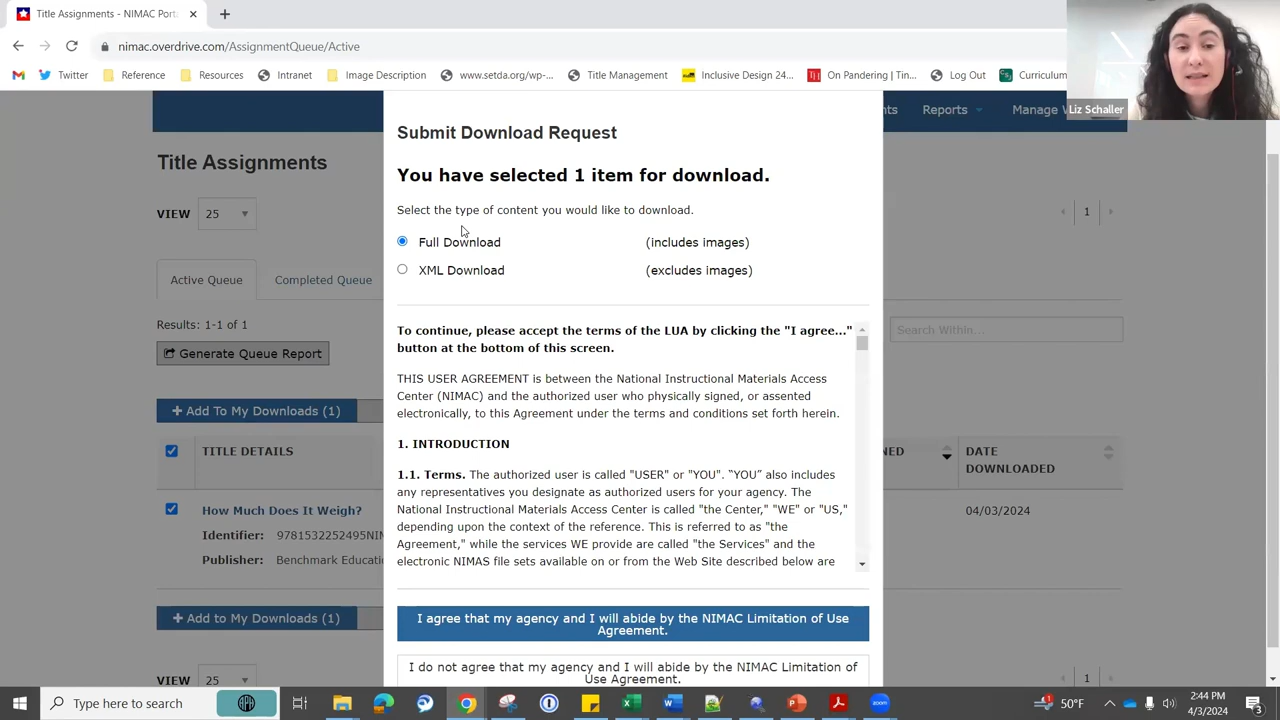 Title Assignments - NIMAC Port
nimac.overdrive.com/AssignmentQueue/Active
Twitter
Reference
Resources
Intranet
Image Description
www.setda.org/wp-...
Title Management
Inclusive Design 24...
On Pandering | Tin...
Log Out
Curriculum
Liz Schaller
nts
Reports
Manage
Submit Download Request
Title Assignments
You have selected 1 item for download.
VIEW
25
1
Select the type of content you would like to download.
Full Download
(includes images)
XML Download
(excludes images)
Active Queue
Completed Queue
Results: 1-1 of 1
Search Within...
Generate Queue Report
To continue, please accept the terms of the LUA by clicking the "I agree..."
button at the bottom of this screen.
THIS USER AGREEMENT is between the National Instructional Materials Access
Center (NIMAC) and the authorized user who physically signed, or assented
electronically, to this Agreement under the terms and conditions set forth herein.
+ Add To My Downloads (1)
1. INTRODUCTION
TITLE DETAILS
NED
DATE
DOWNLOADED
1.1. Terms. The authorized user is called "USER" or "YOU". "YOU" also includes
any representatives you designate as authorized users for your agency. The
National Instructional Materials Access Center is called "the Center," "WE" or "US,"
depending upon the context of the reference. This is referred to as "the
Agreement," while the services WE provide are called "the Services" and the
electronic NIMAS file sets available on or from the Web Site described below are
How Much Does It Weigh?
04/03/2024
Identifier: 9781532252495NIM
Publisher: Benchmark Educati
+ Add to My Downloads (1)
I agree that my agency and I will abide by the NIMAC Limitation of Use
Agreement.
I do not agree that my agency and I will abide by the NIMAC Limitation of
Use Agreement.
VIEW
25
1
Type here to search
zoom
1
50°F
2:44 PM
4/3/2024
3